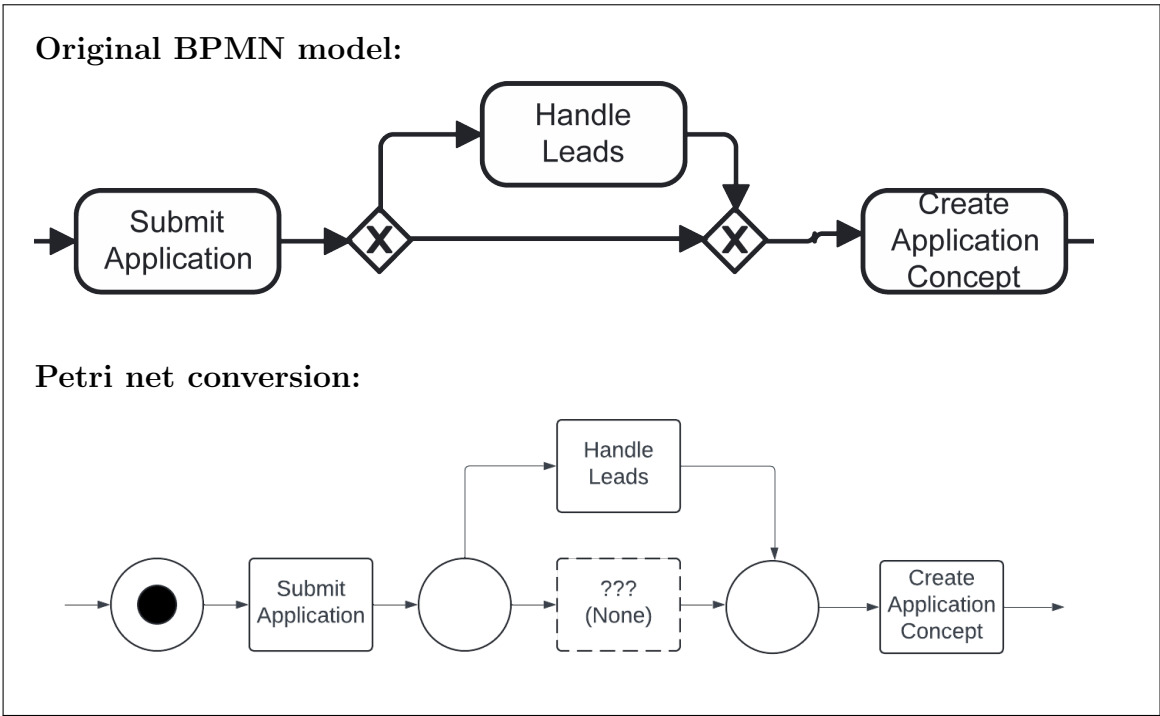 Original BPMN model:
Handle
Leads
Submit
Application
X
X
Create
Application
Concept
Petri net conversion:
Handle
Leads
Submit
Application
???
(None)
Create
Application
Concept